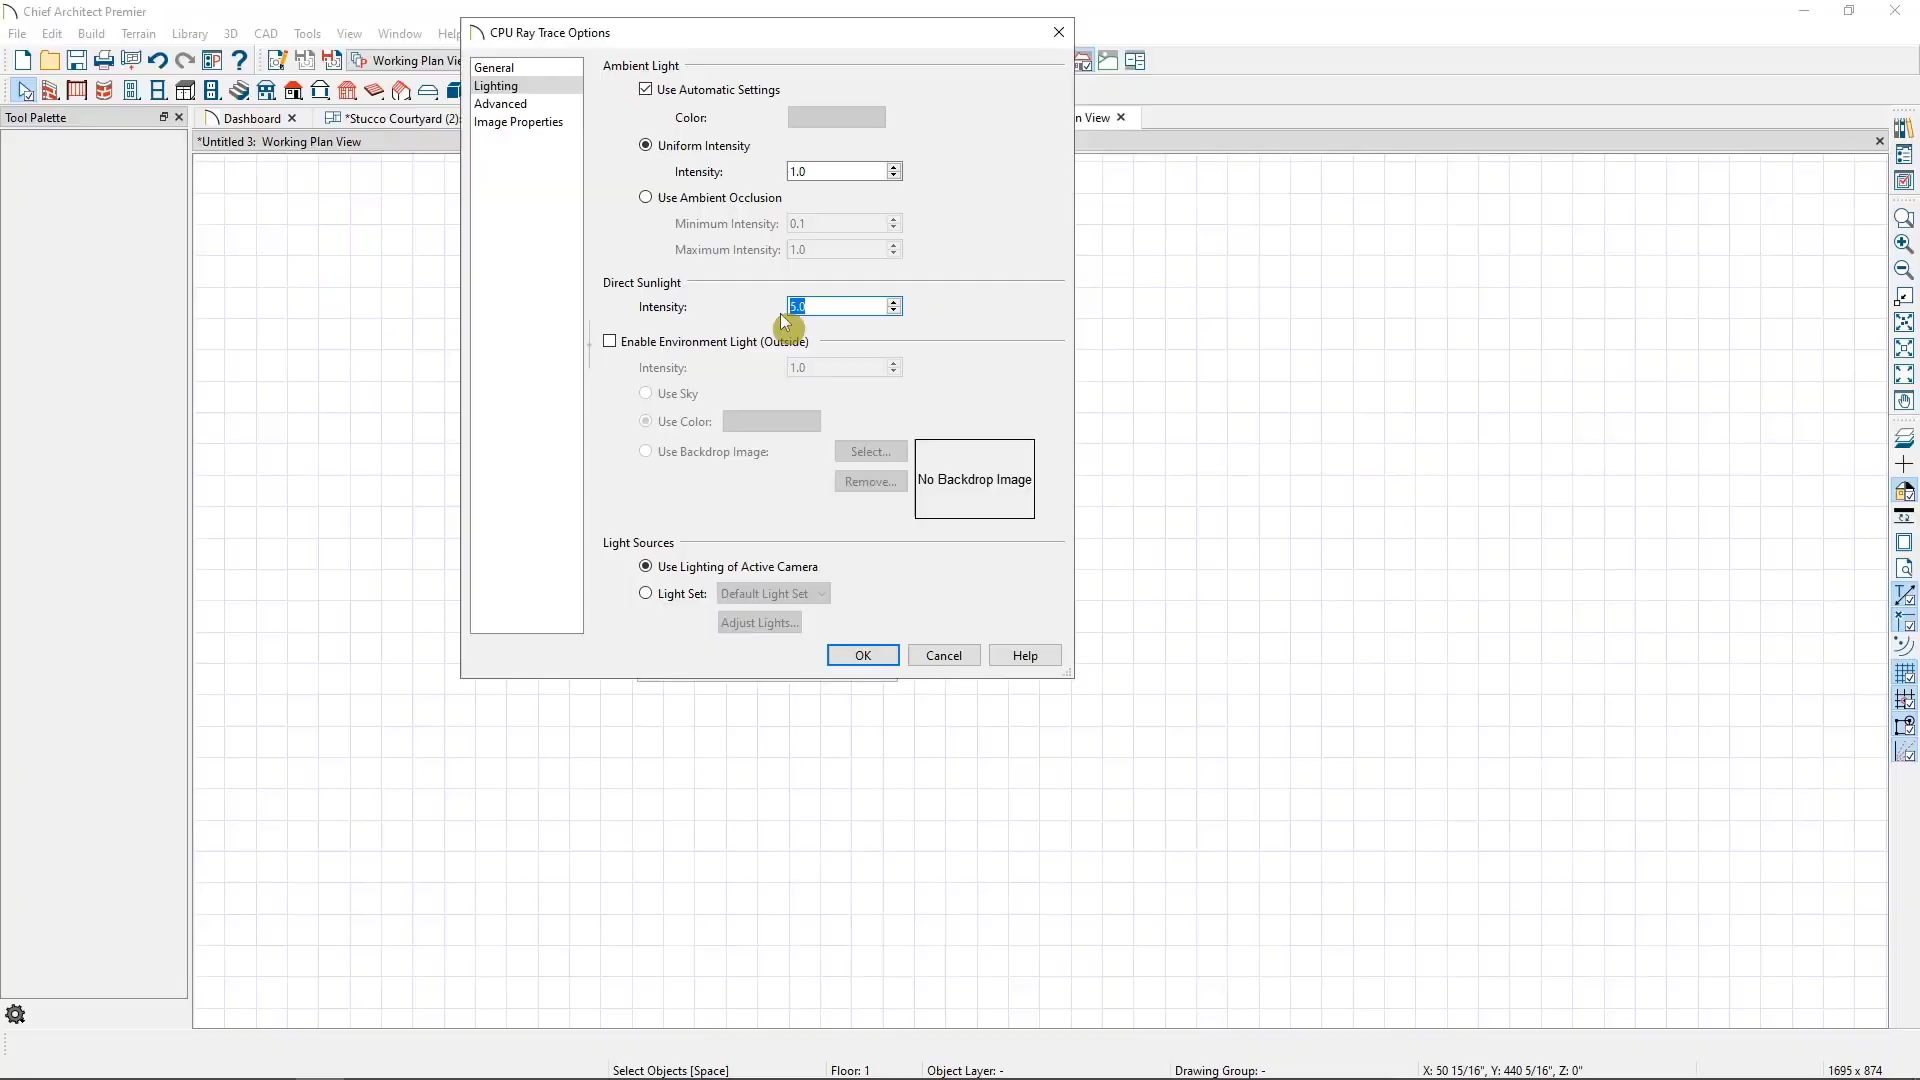 Chief Architect Premier
File Edit Build Terrain Library 3D CAD Tools View Window Help
Working Plan Vie
Tool Palette
Dashboard
*Stucco Courtyard (2):
n View
*Untitled 3: Working Plan View
CPU Ray Trace Options
General
Lighting
Advanced
Image Properties
Ambient Light
Use Automatic Settings
Color:
Uniform Intensity
Intensity: 1.0
Use Ambient Occlusion
Minimum Intensity: 0.1
Maximum Intensity: 1.0
Direct Sunlight
Intensity: 5.0
Enable Environment Light (Outside)
Intensity: 1.0
Use Sky
Use Color:
Use Backdrop Image: Select...
Remove...
No Backdrop Image
Light Sources
Use Lighting of Active Camera
Light Set: Default Light Set
Adjust Lights...
OK Cancel Help
Select Objects [Space] Floor: 1 Object Layer: - Drawing Group: - X: 50 15/16", Y: 440 5/16", Z: 0" 1695 x 874